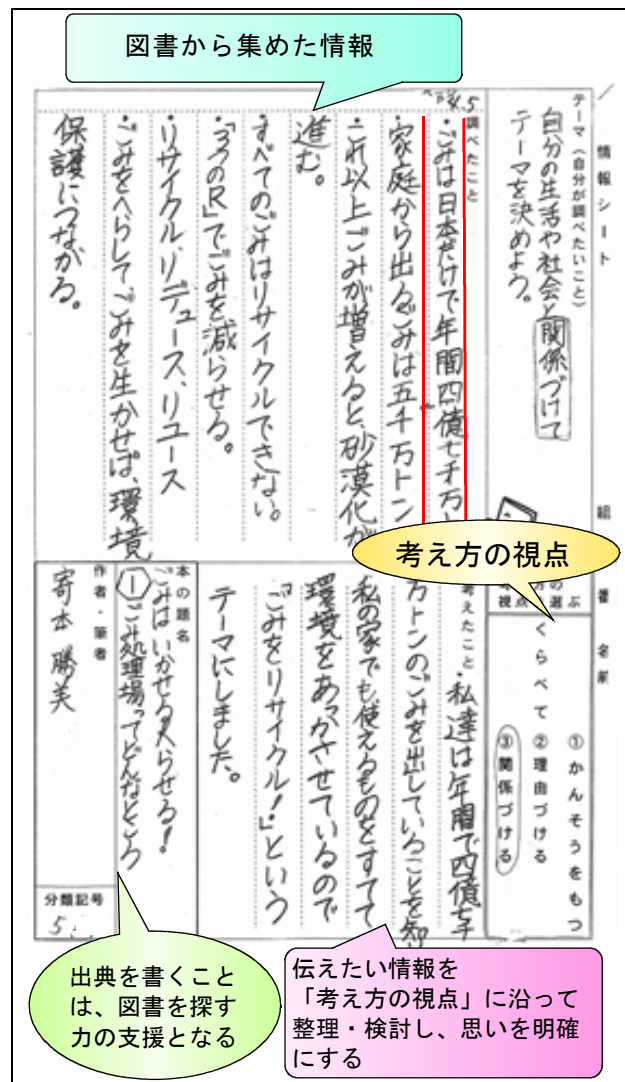 図書から集めた情報
情報シート
組
番
名前
テーマ(自分が調べたいこと)
自分の生活や社会と関係づけて
テーマを決めよう。
調べたこと
・ごみは日本だけで年間四億七千万
・家庭から出るごみは五千万トン
・これ以上ごみが増えると、砂漠化が
進む。
すべてのごみはリサイクルできない。
・「3つのR」でごみを減らせる。
・リサイクル、リデュース、リユース
・ごみをへらして、ごみを生かせば、環境
保護につながる。
考え方の視点
視点 選ぶ
くらべて
①かんそうをもつ
②理由づける
③関係づける
考えたこと
・私達は年間で四億七千
万トンのごみを出していることを知
私の家でも使えるものをすてて
環境をあっかさせているので
「ごみをリサイクル!」という
テーマにしました。
本の題名
ごみはいかせるへらせる!
① ごみ処理場ってどんなところ
作者・筆者
寄本勝美
分類記号
5
出典を書くこと
は、図書を探す
力の支援となる
伝えたい情報を
「考え方の視点」に沿って
整理・検討し、思いを明確
にする